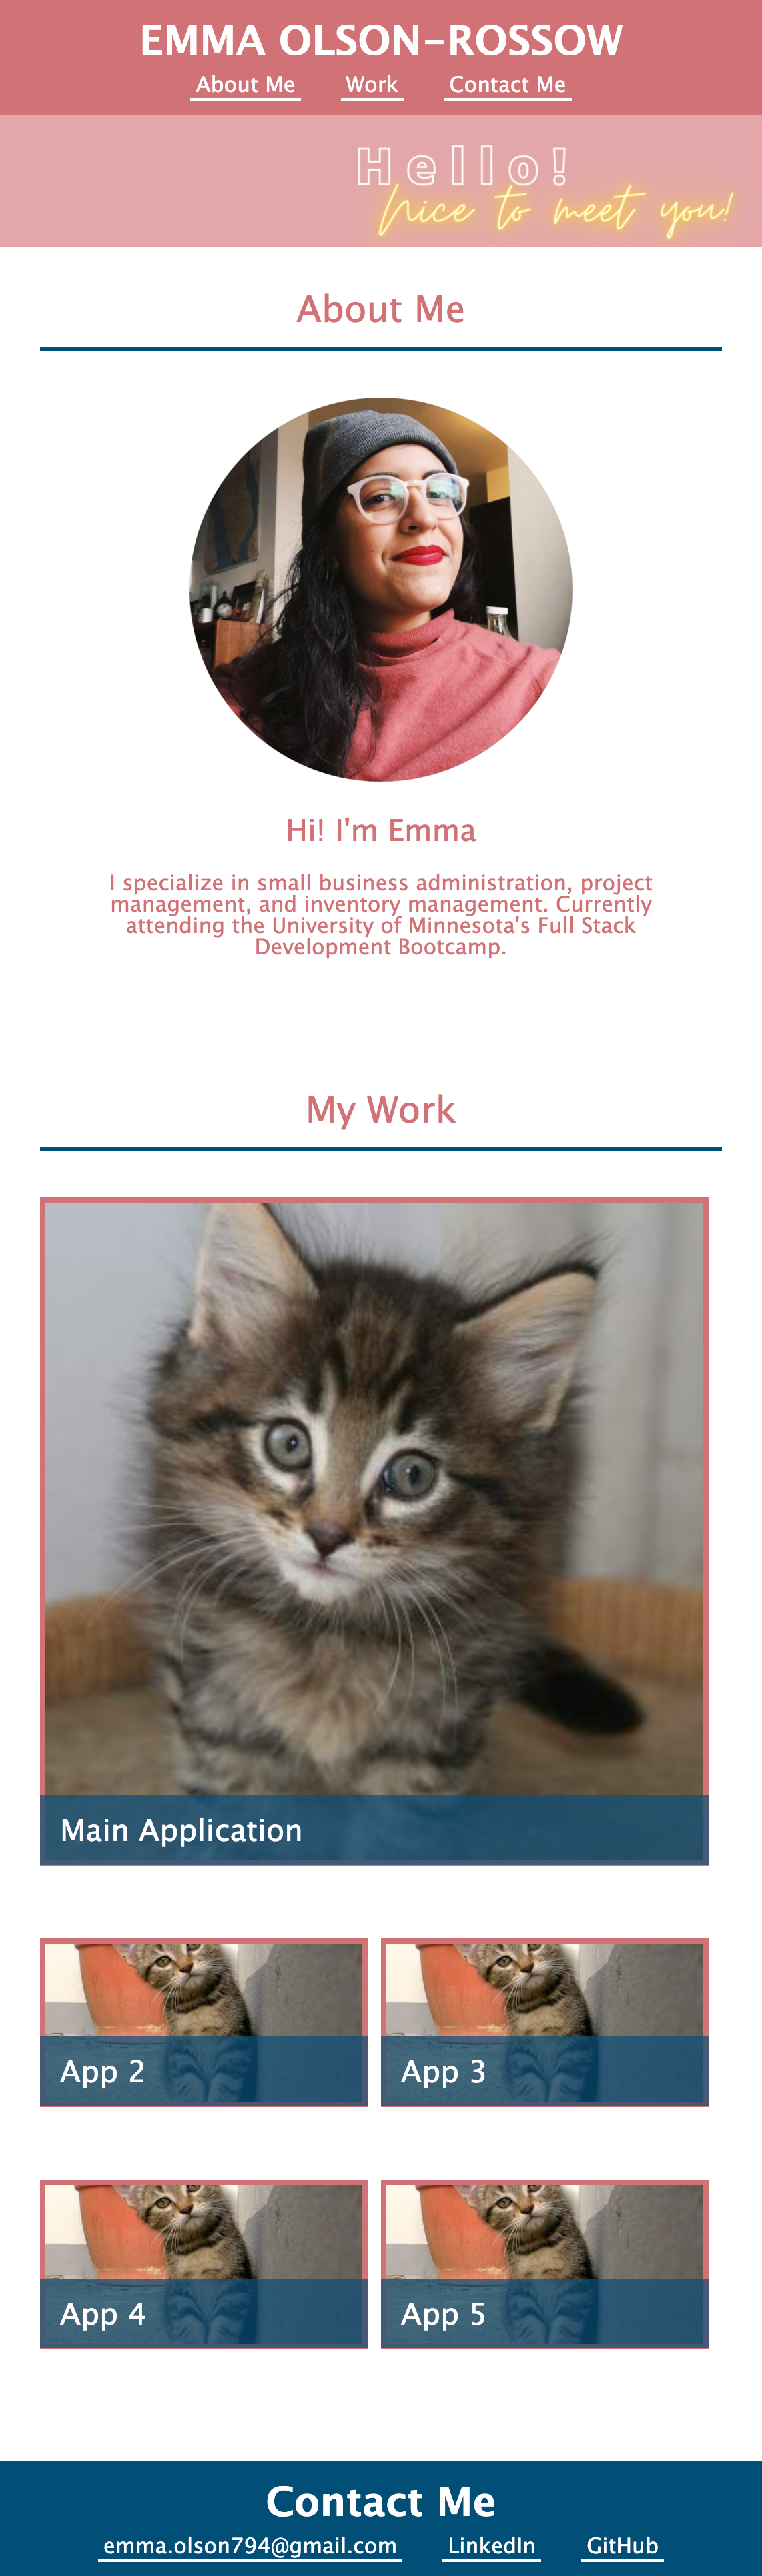 EMMA OLSON-ROSSOW
About Me Work Contact Me
Hello!
Nice to meet you!
About Me
Hi! I'm Emma
I specialize in small business administration, project
management, and inventory management. Currently
attending the University of Minnesota's Full Stack
Development Bootcamp.
My Work
Main Application
App 2 App 3
App 4 App 5
Contact Me
emma.olson794@gmail.com LinkedIn GitHub